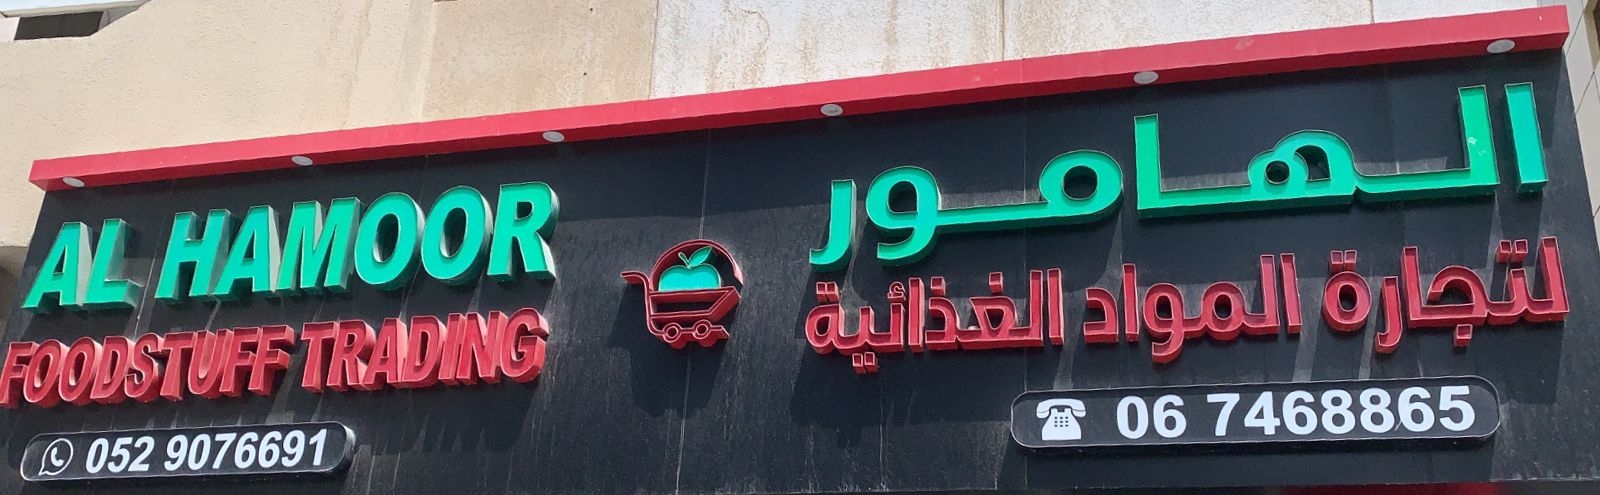 AL HAMOOR
الهامور
FOODSTUFF TRADING
لتجارة المواد الغذائية
052 9076691
06 7468865